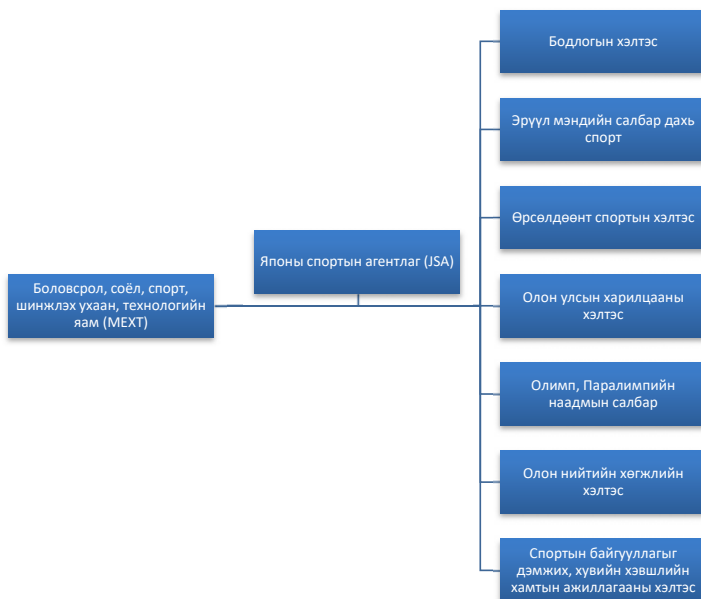 Боловсрол, соёл, спорт,
шинжлэх ухаан, технологийн
яам (MEXT)
Японы спортын агентлаг (JSA)
Бодлогын хэлтэс
Эрүүл мэндийн салбар дахь
спорт
Өрсөлдөөнт спортын хэлтэс
Олон улсын харилцааны
хэлтэс
Олимп, Паралимпийн
наадмын салбар
Олон нийтийн хөгжлийн
хэлтэс
Спортын байгууллагыг
дэмжих, хувийн хэвшлийн
хамтын ажиллагааны хэлтэс